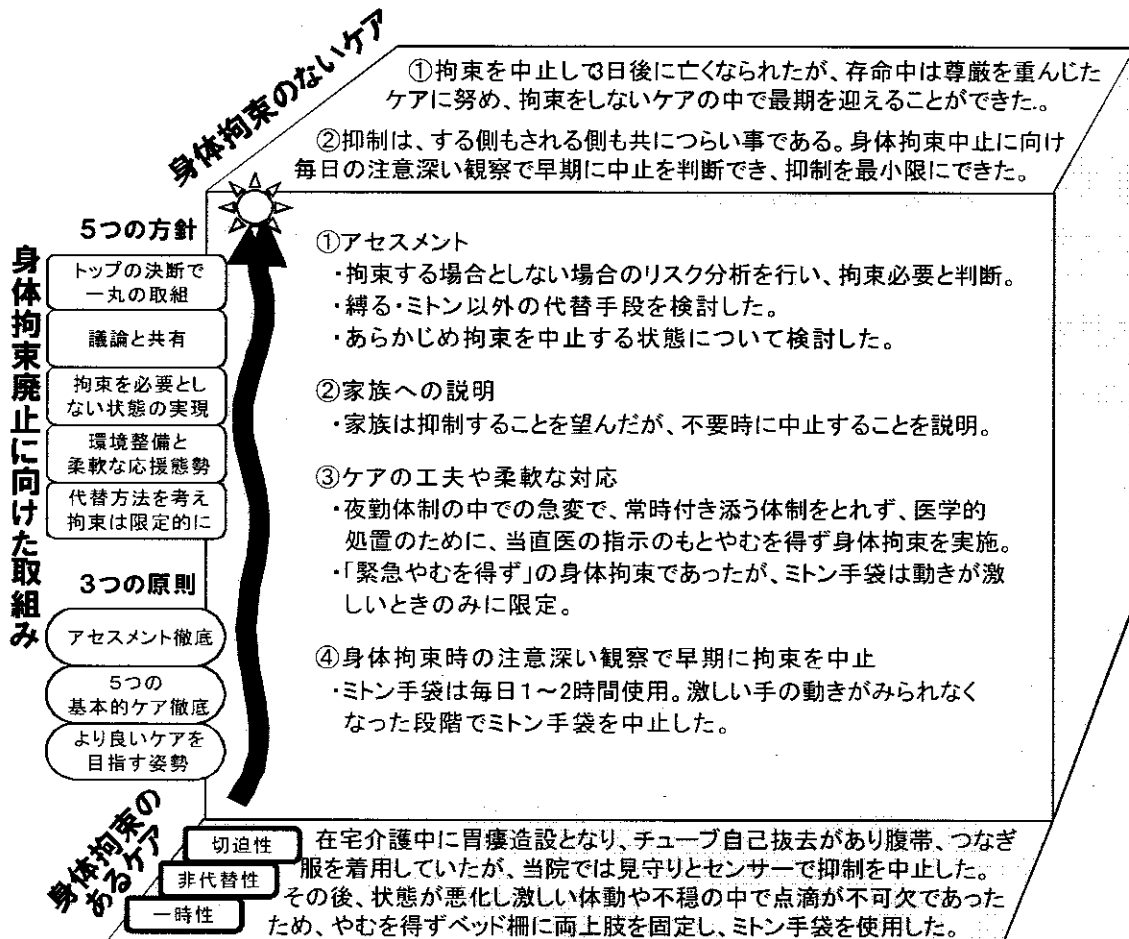 身体拘束のないケア
①拘束を中止して3日後に亡くなられたが、存命中は尊厳を重んじた
ケアに努め、拘束をしないケアの中で最期を迎えることができた。
②抑制は、する側もされる側も共につらい事である。身体拘束中止に向け
毎日の注意深い観察で早期に中止を判断でき、抑制を最小限にできた。
身体拘束廃止に向けた取組み
5つの方針
トップの決断で
一丸の取組
議論と共有
拘束を必要とし
ない状態の実現
環境整備と
柔軟な応援態勢
代替方法を考え
拘束は限定的に
3つの原則
アセスメント徹底
5つの
基本的ケア徹底
より良いケアを
目指す姿勢
①アセスメント
・拘束する場合としない場合のリスク分析を行い、拘束必要と判断。
・縛る・ミトン以外の代替手段を検討した。
・あらかじめ拘束を中止する状態について検討した。
②家族への説明
・家族は抑制することを望んだが、不要時に中止することを説明。
③ケアの工夫や柔軟な対応
・夜勤体制の中での急変で、常時付き添う体制をとれず、医学的
処置のために、当直医の指示のもとやむを得ず身体拘束を実施。
・「緊急やむを得ず」の身体拘束であったが、ミトン手袋は動きが激
しいときのみに限定。
④身体拘束時の注意深い観察で早期に拘束を中止
・ミトン手袋は毎日1～2時間使用。激しい手の動きがみられなく
なった段階でミトン手袋を中止した。
身体拘束の
あるケア
切迫性
非代替性
一時性
在宅介護中に胃瘻造設となり、チューブ自己抜去があり腹帯、つなぎ
服を着用していたが、当院では見守りとセンサーで抑制を中止した。
その後、状態が悪化し激しい体動や不穏の中で点滴が不可欠であった
ため、やむを得ずベッド柵に両上肢を固定し、ミトン手袋を使用した。